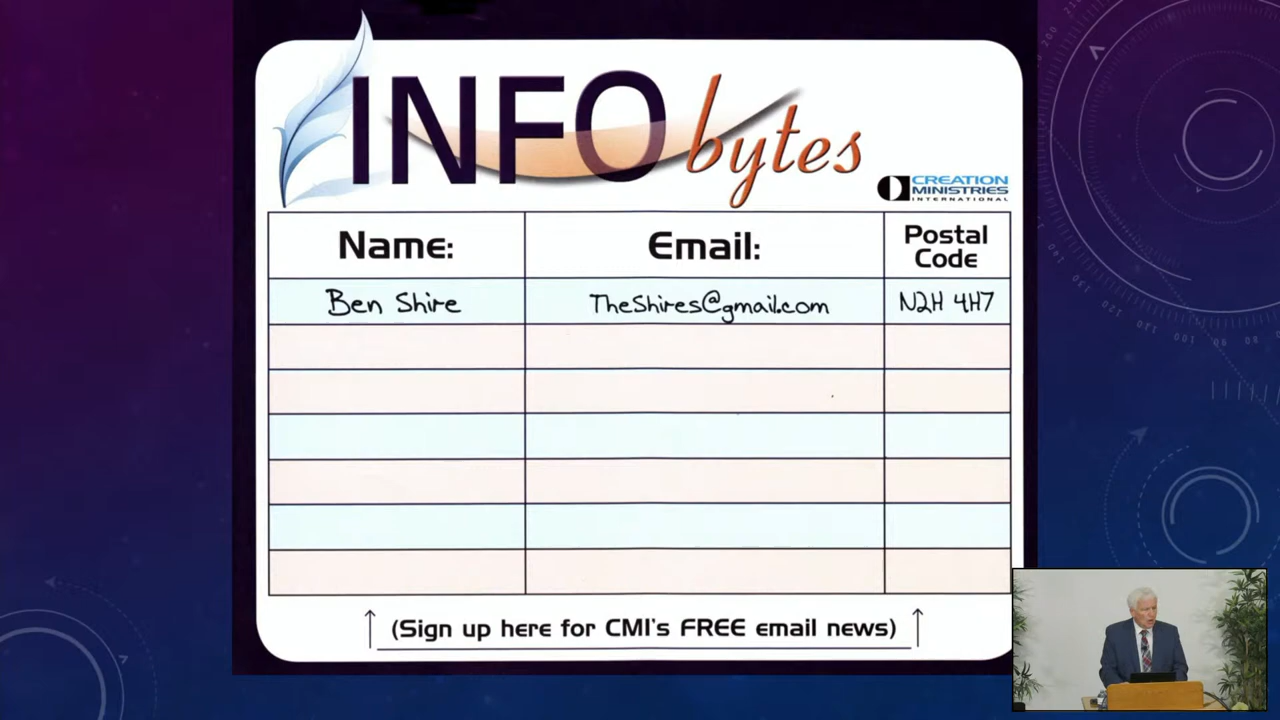 INFO bytes
CREATION
MINISTRIES
INTERNATIONAL
Name: Email: Postal Code
Ben Shire TheShires@gmail.com N2H 4H7
(Sign up here for CMI's FREE email news)